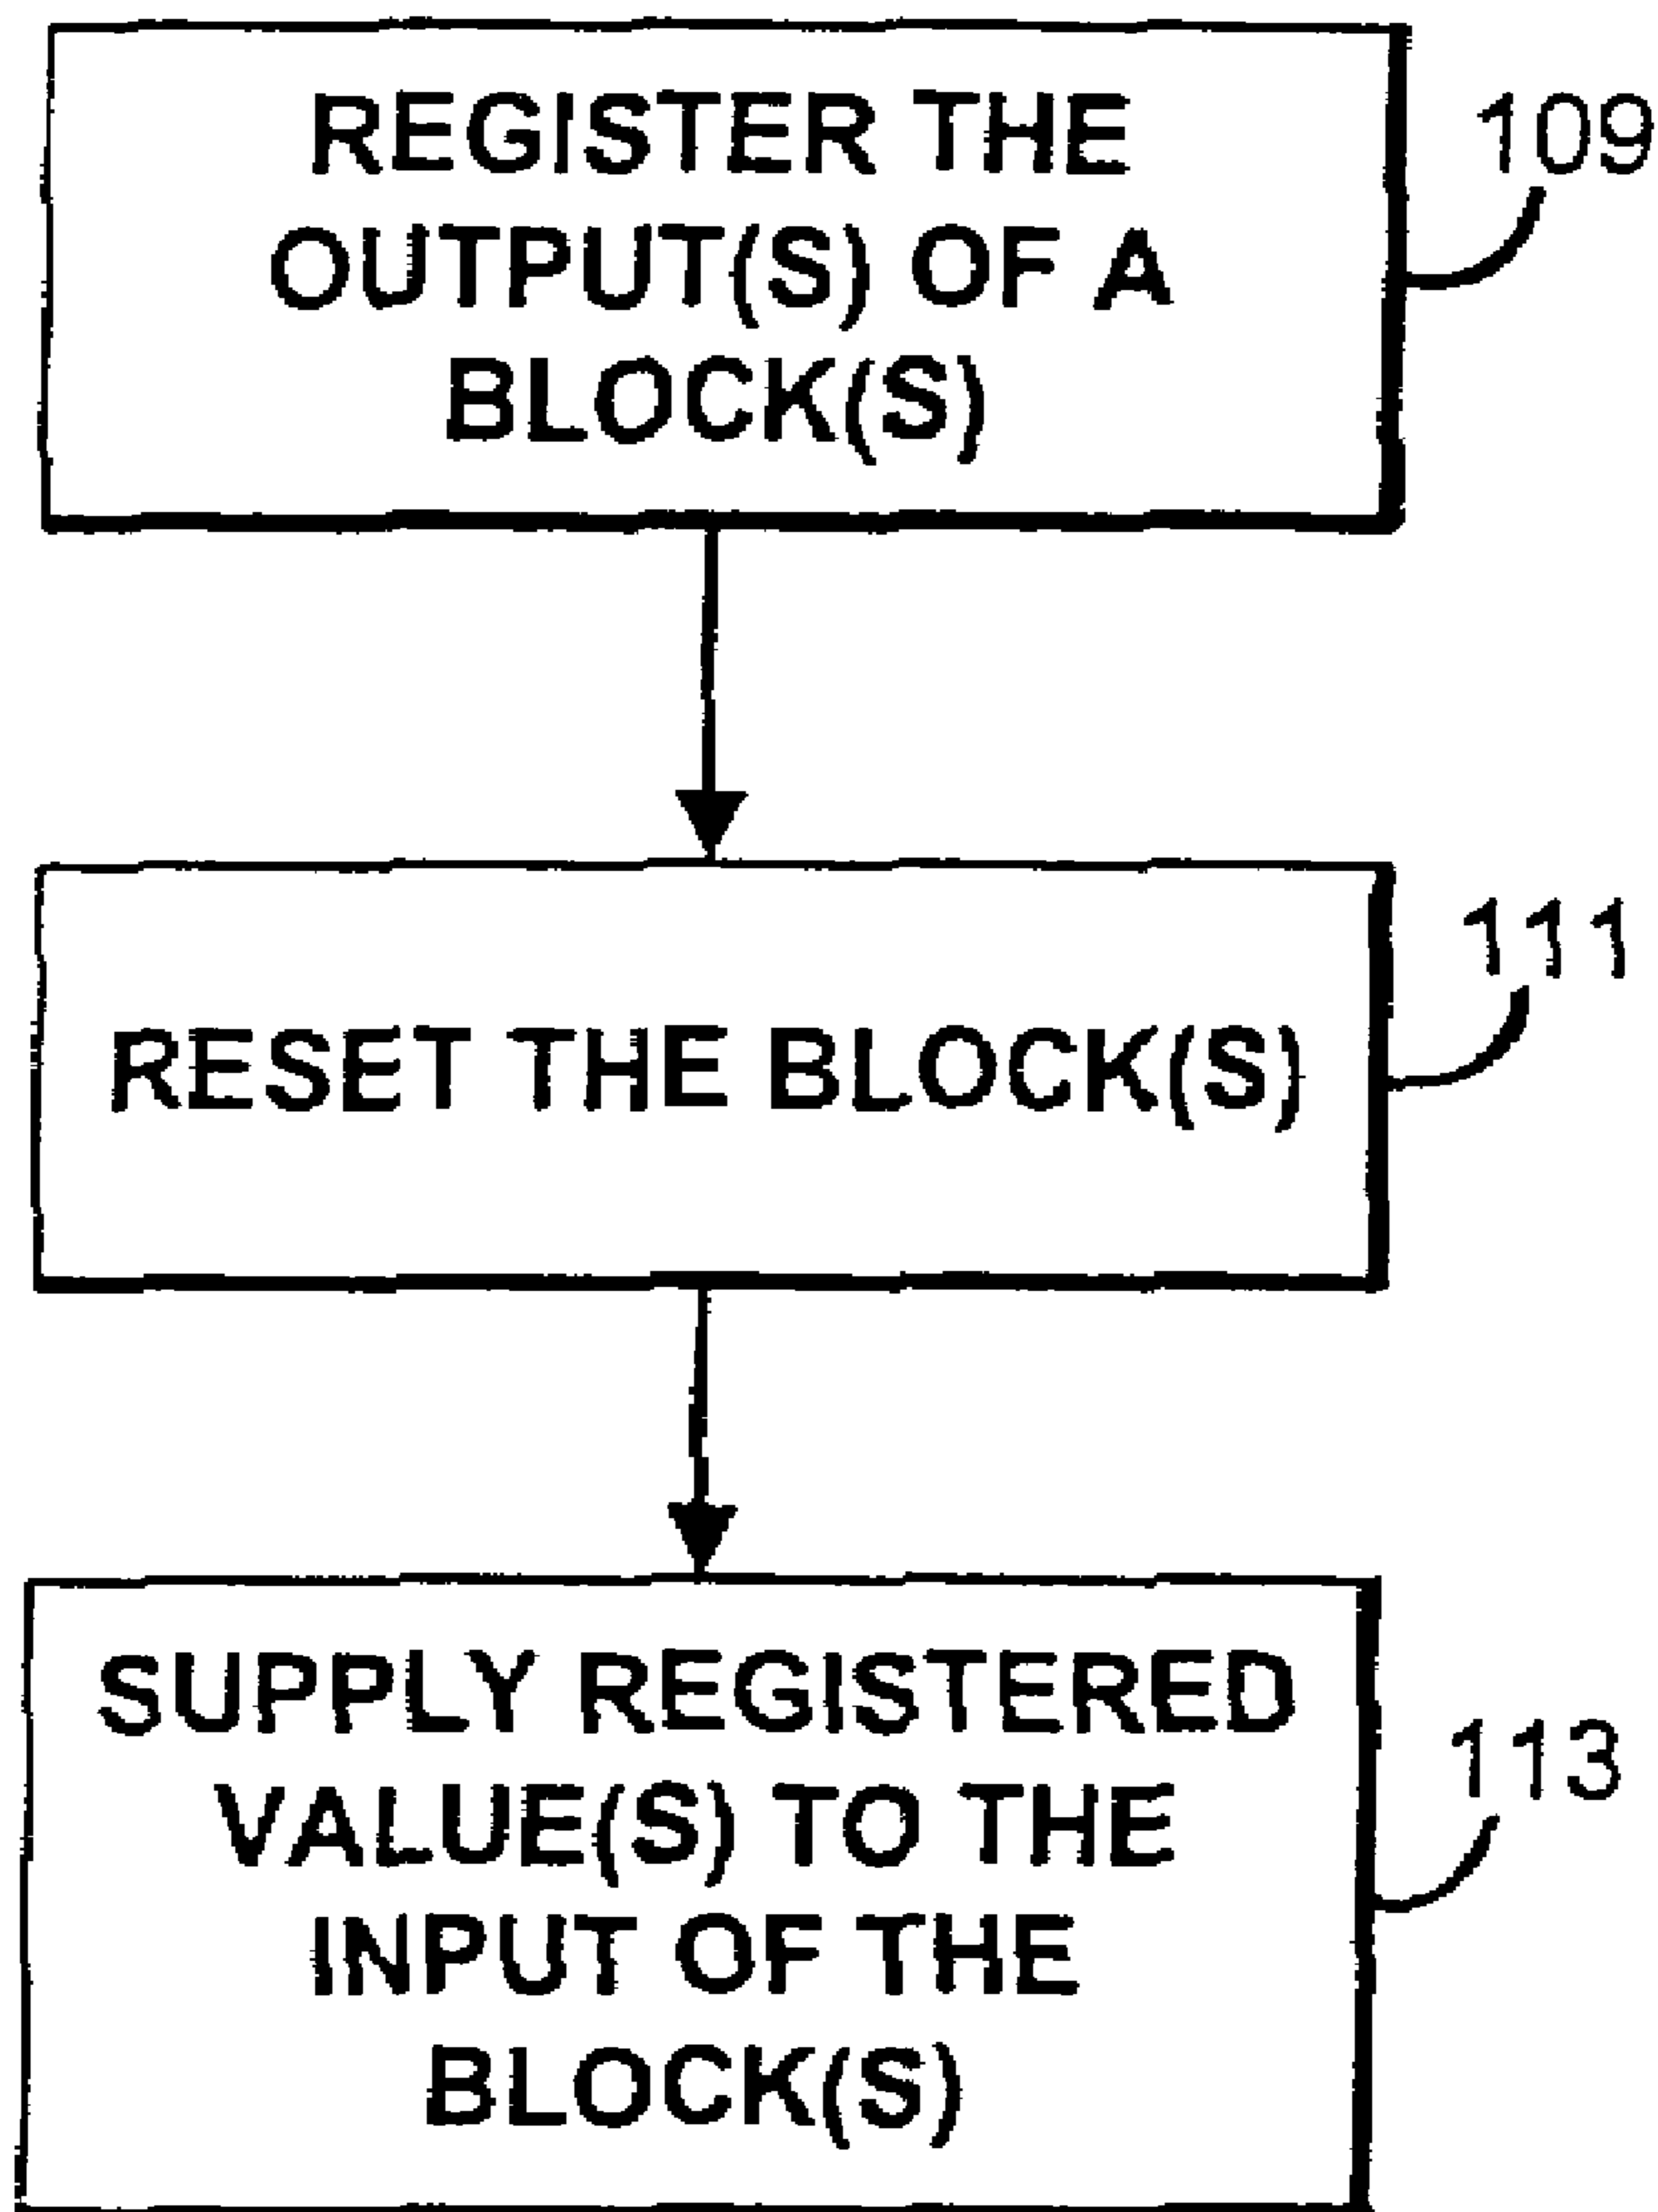 REGISTER THE
OUTPUT(S) OF A
BLOCK(S)
109
RESET THE BLOCK(S)
111
SUPPLY REGISTERED
VALUE(S) TO THE
INPUT OF THE
BLOCK(S)
113